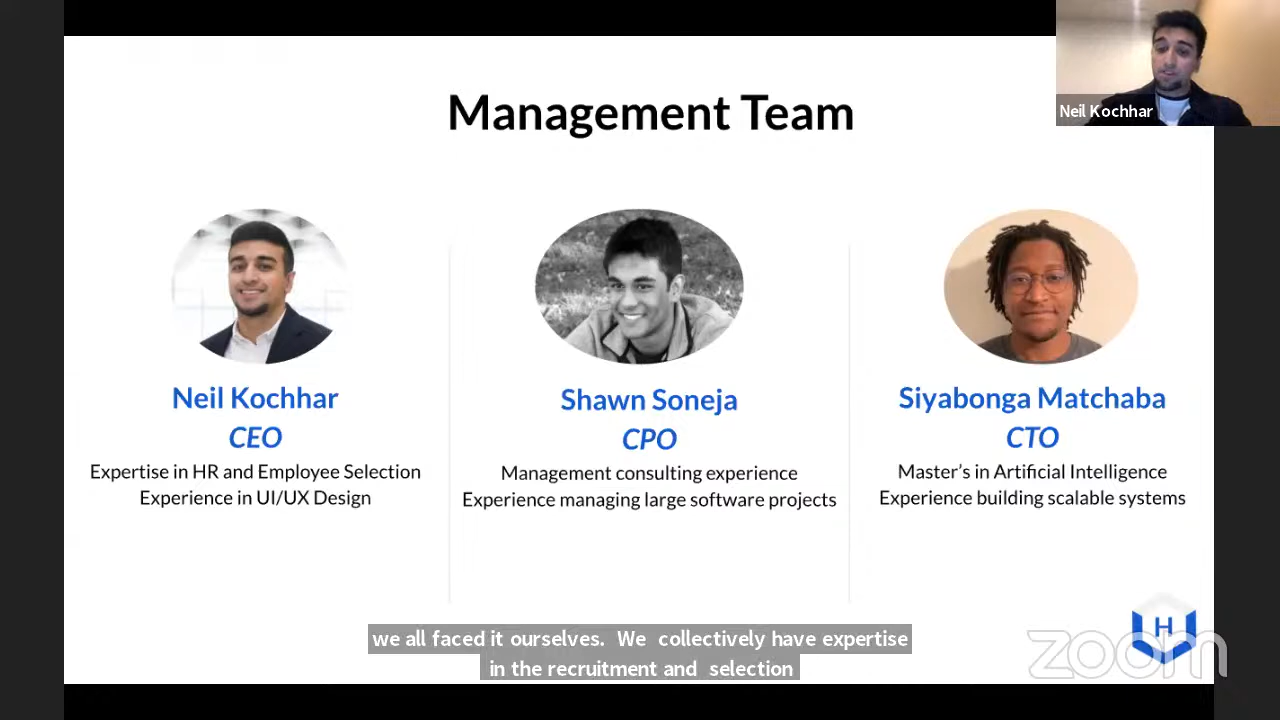 Management Team
Neil Kochhar
Neil Kochhar
CEO
Expertise in HR and Employee Selection
Experience in UI/UX Design
Shawn Soneja
CPO
Management consulting experience
Experience managing large software projects
Siyabonga Matchaba
CTO
Master's in Artificial Intelligence
Experience building scalable systems
we all faced it ourselves. We collectively have expertise
in the recruitment and selection
H
zoom